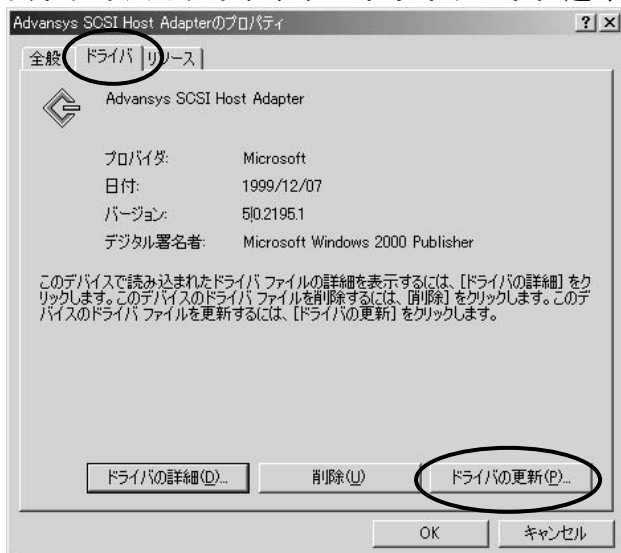 Advansys SCSI Host Adapterのプロパティ
全般 ドライバ リソース
Advansys SCSI Host Adapter
プロバイダ: Microsoft
日付: 1999/12/07
バージョン: 5.0.2195.1
デジタル署名者: Microsoft Windows 2000 Publisher
このデバイスで読み込まれたドライバ ファイルの詳細を表示するには、[ドライバの詳細] をク
リックします。このデバイスのドライバ ファイルを削除するには、[削除] をクリックします。このデ
バイスのドライバ ファイルを更新するには、[ドライバの更新] をクリックします。
ドライバの詳細(D)... 削除(U) ドライバの更新(P)...
OK キャンセル